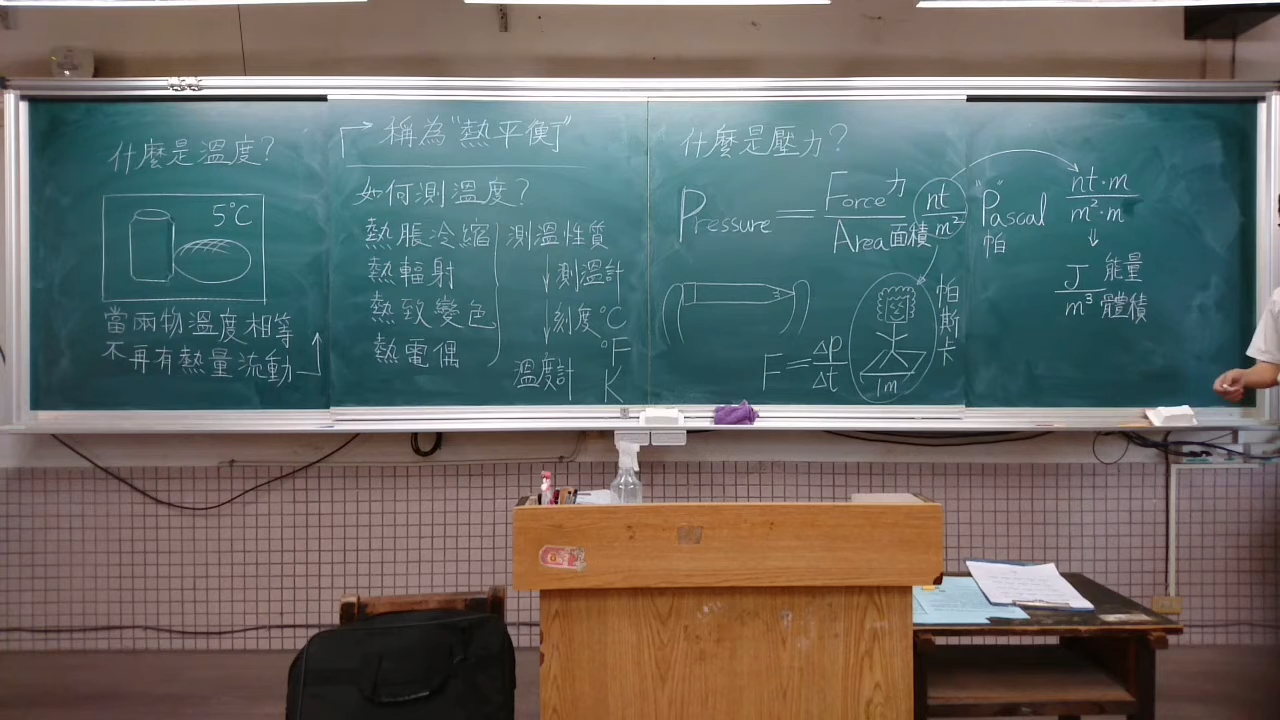 什麼是溫度?
5°C
當兩物溫度相等
不再有熱量流動
稱為"熱平衡"
如何測溫度?
熱脹冷縮
熱輻射
熱致變色
熱電偶
測溫性質
測溫計
刻度°C
°F
溫度計 K
什麼是壓力?
Pressure = Force力 / Area面積
nt / m²
"P"
Pascal
帕
nt·m / m²·m
J / m³
能量
體積
帕斯卡
1m
F = Δp / Δt